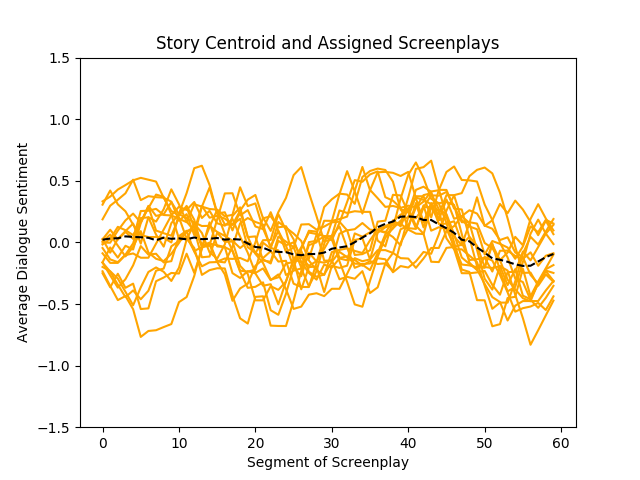 Story Centroid and Assigned Screenplays
1.5
1.0
0.5
0.0
−0.5
−1.0
−1.5
Average Dialogue Sentiment
0 10 20 30 40 50 60
Segment of Screenplay